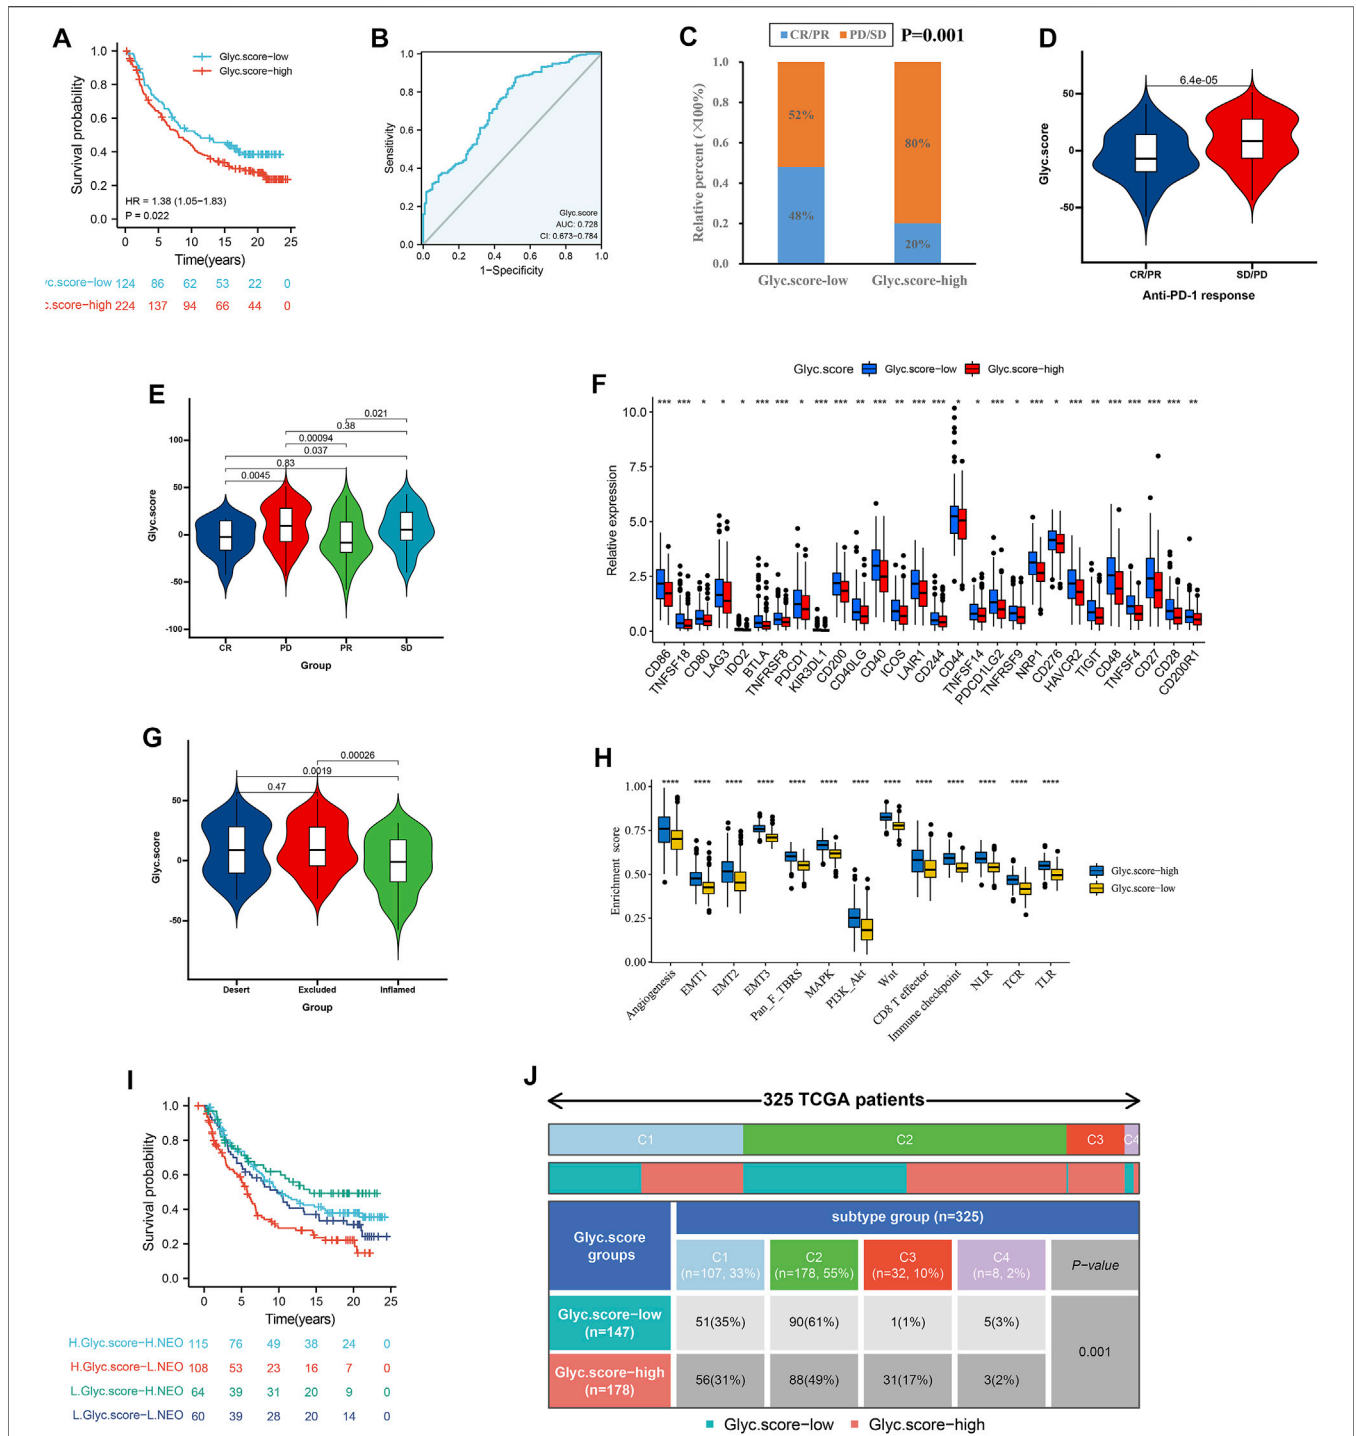 A
1.0
0.8
0.6
0.4
0.2
0.0
Survival probability
Glyc.score−low
Glyc.score−high
HR = 1.38 (1.05−1.83)
P = 0.022
0 5 10 15 20 25
Time(years)
yc.score−low 124 86 62 53 22 0
c.score−high 224 137 94 66 44 0
B
1.0
0.8
0.6
0.4
0.2
0.0
Sensitivity
Glyc.score
AUC: 0.728
CI: 0.673−0.784
0.0 0.2 0.4 0.6 0.8 1.0
1−Specificity
C
CR/PR PD/SD P=0.001
1.0
0.8
0.6
0.4
0.2
0.0
Relative percent (×100%)
52% 80%
48% 20%
Glyc.score-low Glyc.score-high
D
6.4e-05
50
0
-50
Glyc.score
CR/PR SD/PD
Anti-PD-1 response
E
0.021
0.38
0.00094
0.037
0.83
0.0045
100
50
0
-50
-100
Glyc.score
CR PD PR SD
Group
F
Glyc.score Glyc.score−low Glyc.score−high
*** *** * * * *** *** * *** *** ** *** ** *** *** * * *** * *** * *** ** *** *** *** *** **
10.0
7.5
5.0
2.5
0.0
Relative expression
CD86 TNFSF18 CD80 LAG3 IDO2 BTLA TNFRSF8 PDCD1 KIR3DL1 CD200 CD40LG CD40 ICOS LAIR1 CD244 CD44 TNFSF14 PDCD1LG2 TNFRSF9 NRP1 CD276 HAVCR2 TIGIT CD48 TNFSF4 CD27 CD28 CD200R1
G
0.00026
0.0019
0.47
50
0
-50
Glyc.score
Desert Excluded Inflamed
Group
H
**** **** **** **** **** **** **** **** **** **** **** **** ****
1.00
0.75
0.50
0.25
0.00
Enrichment score
Glyc.score−high
Glyc.score−low
Angiogenesis EMT1 EMT2 EMT3 Pan_F_TBRS MAPK PI3K_Akt Wnt CD8 T effector Immune checkpoint NLR TCR TLR
I
1.0
0.8
0.6
0.4
0.2
0.0
Survival probability
0 5 10 15 20 25
Time(years)
H.Glyc.score−H.NEO 115 76 49 38 24 0
H.Glyc.score−L.NEO 108 53 23 16 7 0
L.Glyc.score−H.NEO 64 39 31 20 9 0
L.Glyc.score−L.NEO 60 39 28 20 14 0
J
325 TCGA patients
C1 C2 C3 C4
Glyc.score groups
subtype group (n=325)
C1 (n=107, 33%)
C2 (n=178, 55%)
C3 (n=32, 10%)
C4 (n=8, 2%)
P−value
Glyc.score−low (n=147) 51(35%) 90(61%) 1(1%) 5(3%)
0.001
Glyc.score−high (n=178) 56(31%) 88(49%) 31(17%) 3(2%)
Glyc.score−low Glyc.score−high